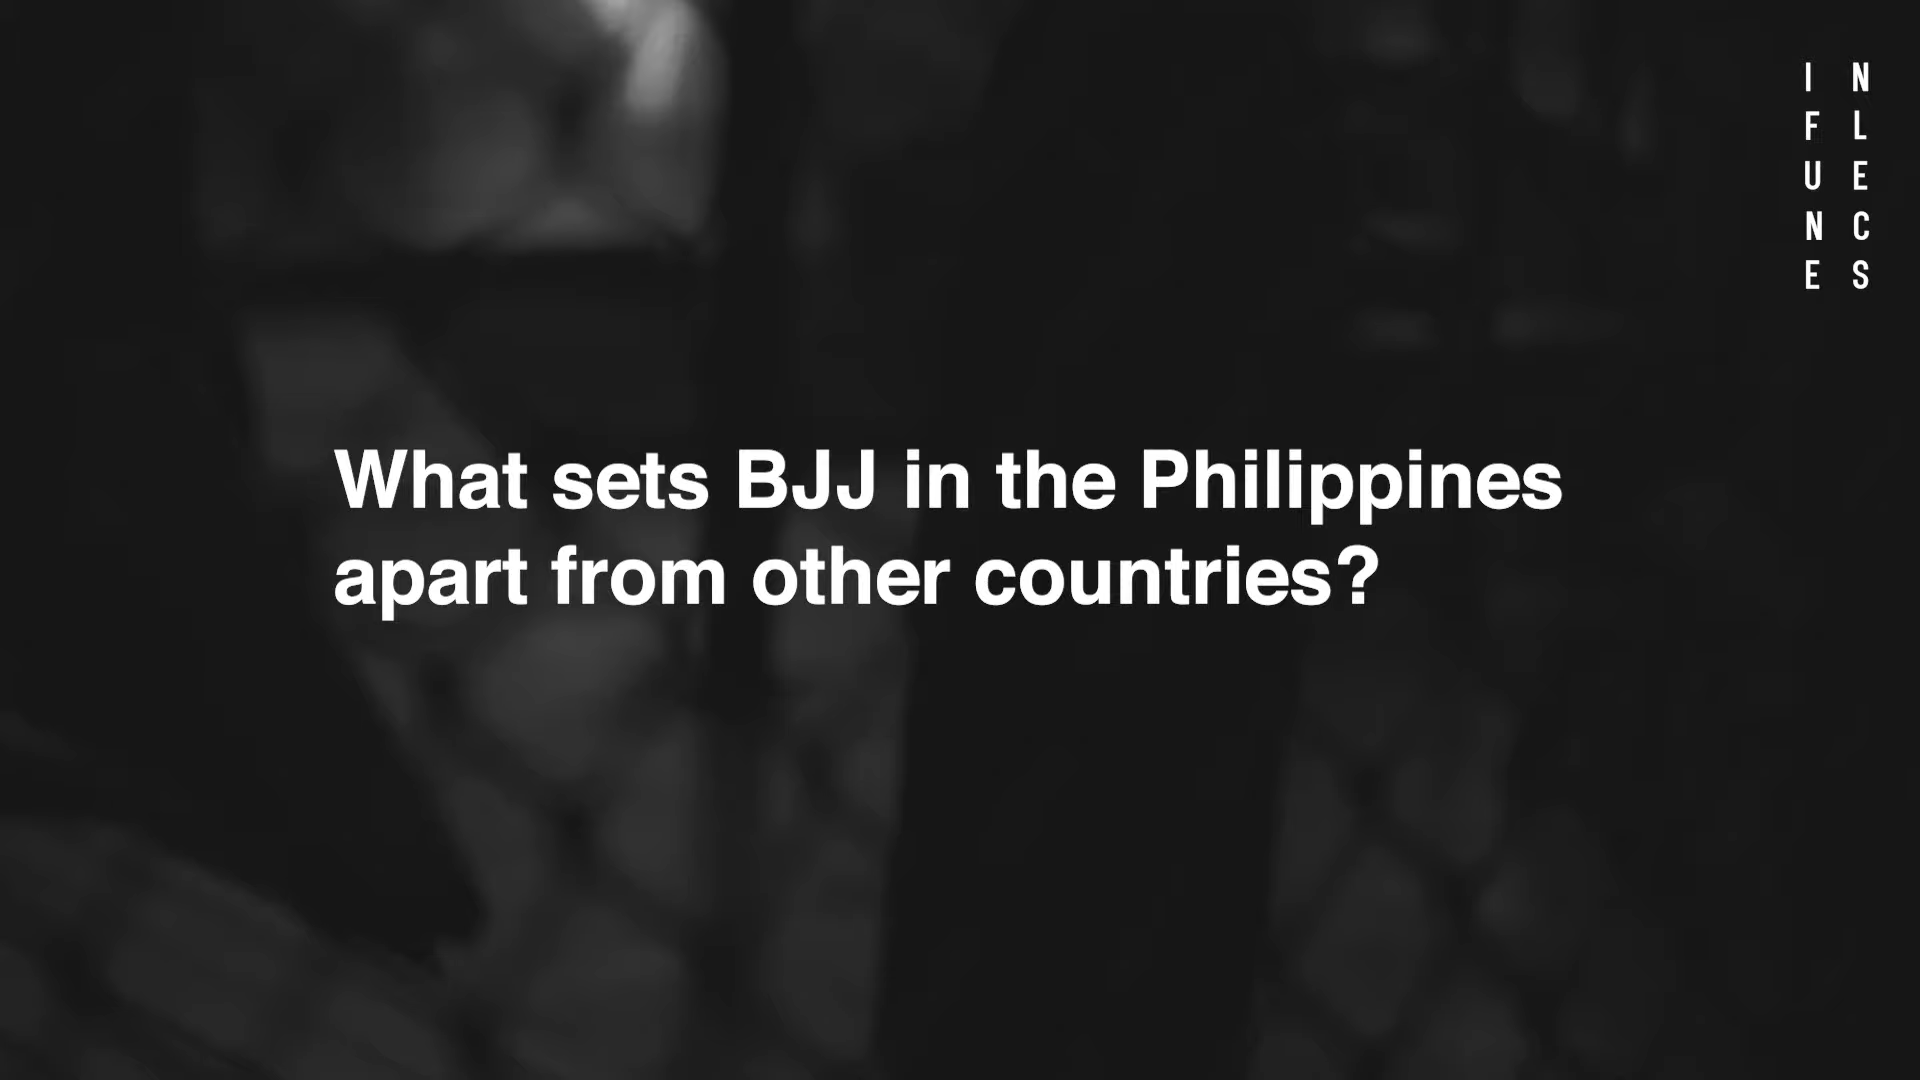 What sets BJJ in the Philippines
apart from other countries?
I N
F L
U E
N C
E S